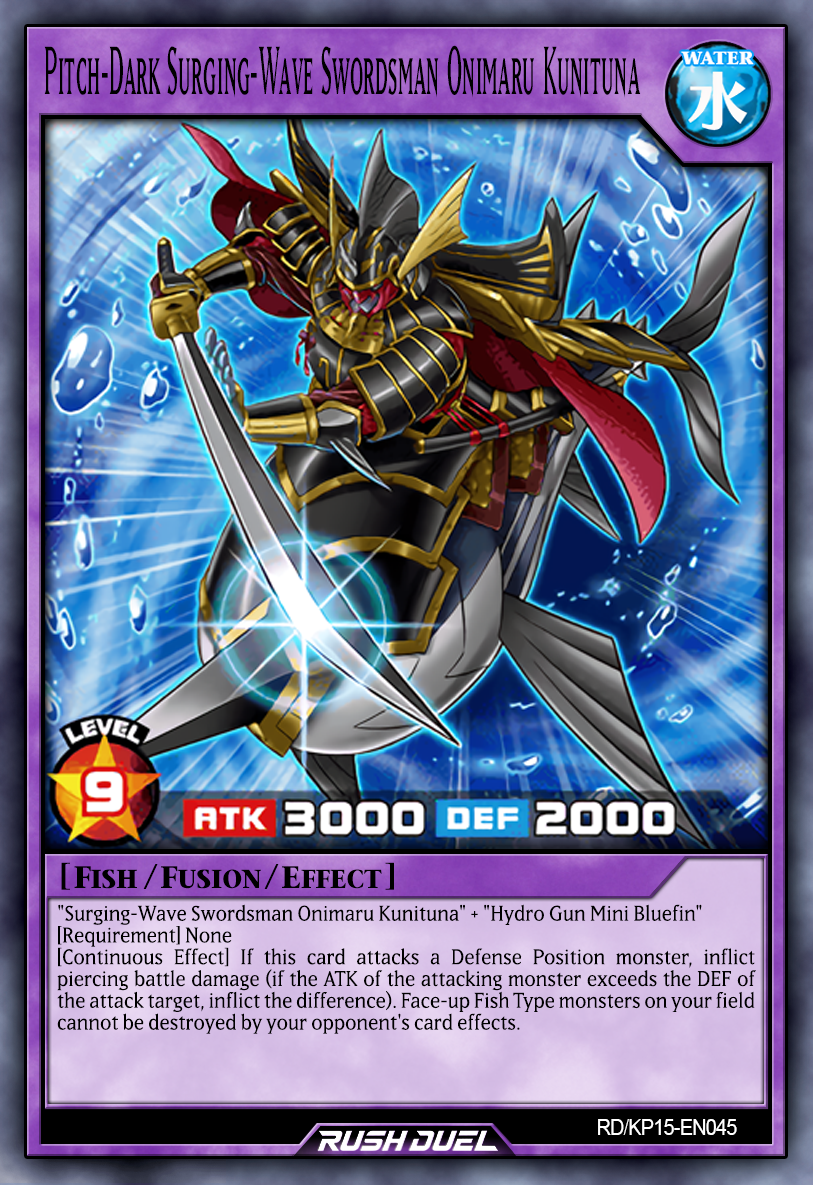 Pitch-Dark Surging-Wave Swordsman Onimaru Kunituna
WATER
水
LEVEL
9
ATK 3000 DEF 2000
[Fish/Fusion/Effect]
"Surging-Wave Swordsman Onimaru Kunituna" + "Hydro Gun Mini Bluefin"
[Requirement] None
[Continuous Effect] If this card attacks a Defense Position monster, inflict
piercing battle damage (if the ATK of the attacking monster exceeds the DEF of
the attack target, inflict the difference). Face-up Fish Type monsters on your field
cannot be destroyed by your opponent's card effects.
RD/KP15-EN045
RUSH DUEL